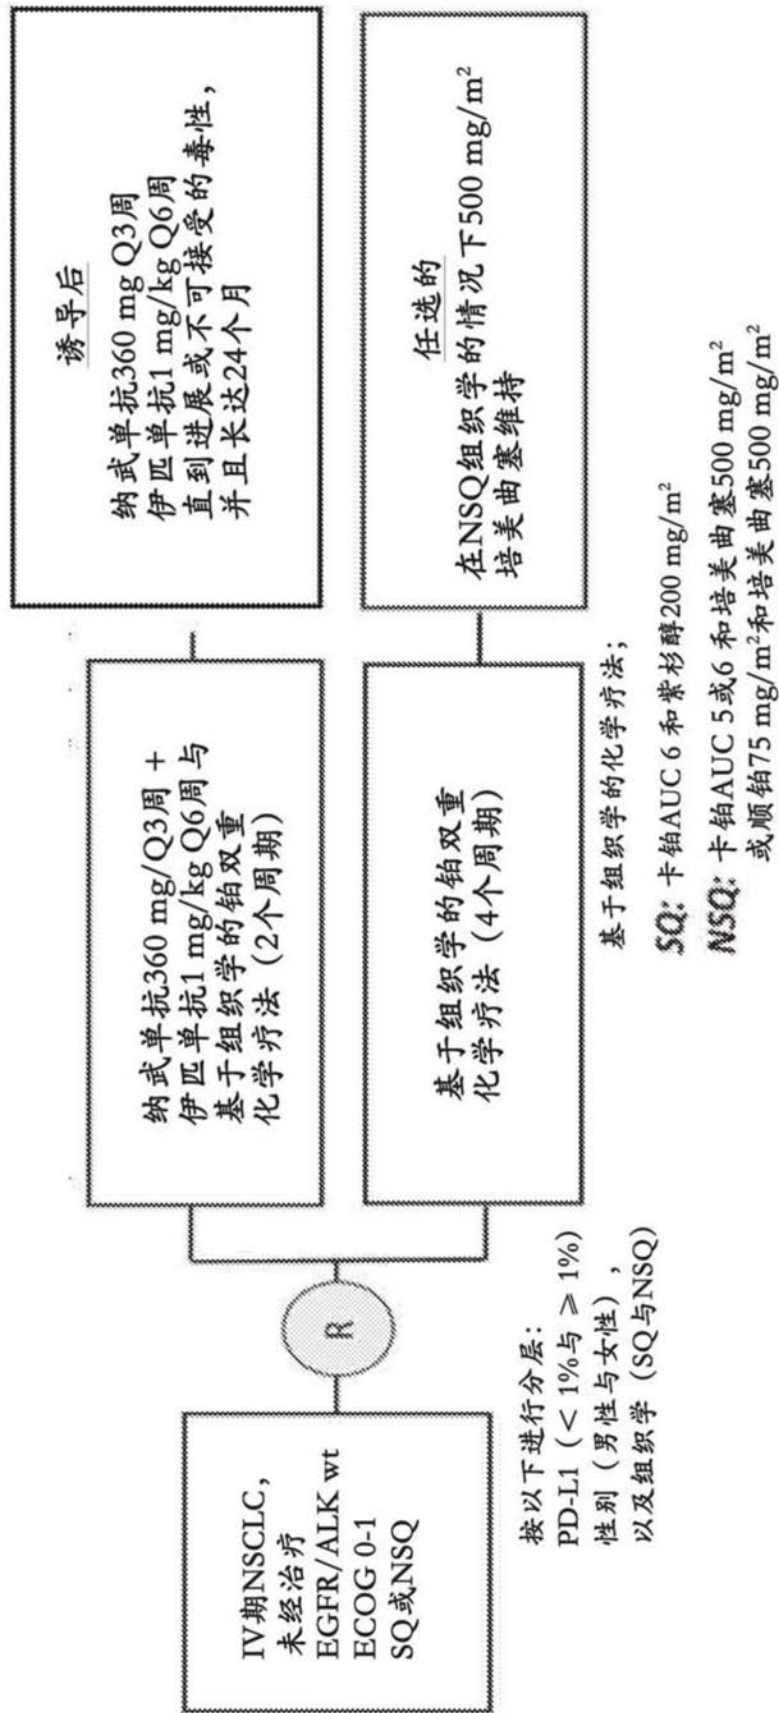 IV期NSCLC，
未经治疗
EGFR/ALK wt
ECOG 0-1
SQ或NSQ
按以下进行分层：
PD-L1（< 1%与 ≥ 1%)
性别（男性与女性），
以及组织学（SQ与NSQ)
R
纳武单抗360 mg/Q3周 +
伊匹单抗1 mg/kg Q6周与
基于组织学的铂双重
化学疗法（2个周期）
诱导后
纳武单抗360 mg Q3周
伊匹单抗1 mg/kg Q6周
直到进展或不可接受的毒性，
并且长达24个月
基于组织学的铂双重
化学疗法（4个周期）
任选的
在NSQ组织学的情况下500 mg/m²
培美曲塞维持
基于组织学的化学疗法；
SQ: 卡铂AUC 6 和紫杉醇200 mg/m²
NSQ: 卡铂AUC 5或6 和培美曲塞500 mg/m²
或顺铂75 mg/m²和培美曲塞500 mg/m²